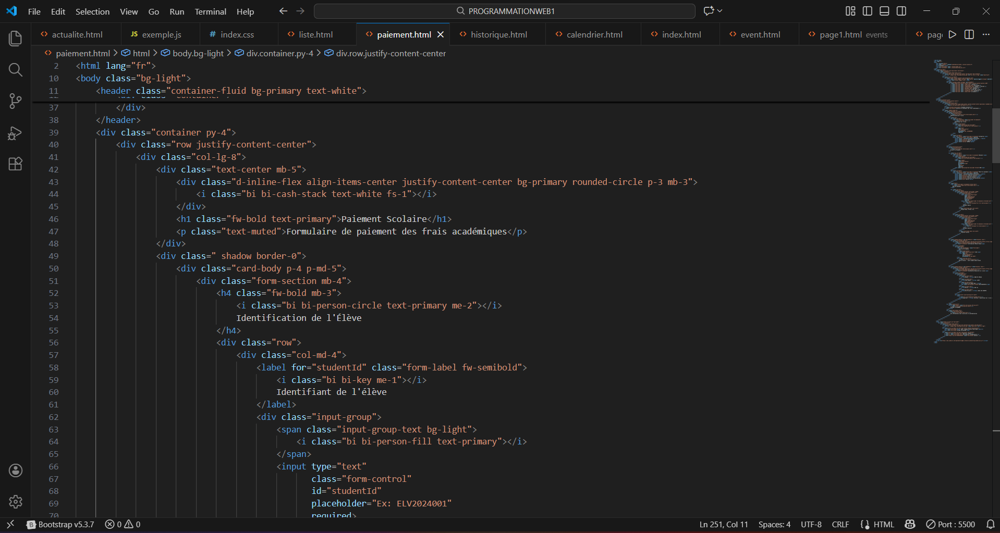 File Edit Selection View Go Run Terminal Help PROGRAMMATIONWEB1
actualite.html JS exemple.js # index.css liste.html paiement.html historique.html calendrier.html index.html event.html page1.html events page
paiement.html > html > body.bg-light > div.container.py-4 > div.row.justify-content-center
2 <html lang="fr">
10 <body class="bg-light">
11 <header class="container-fluid bg-primary text-white">
37 </div>
38 </header>
39 <div class="container py-4">
40 <div class="row justify-content-center">
41 <div class="col-lg-8">
42 <div class="text-center mb-5">
43 <div class="d-inline-flex align-items-center justify-content-center bg-primary rounded-circle p-3 mb-3">
44 <i class="bi bi-cash-stack text-white fs-1"></i>
45 </div>
46 <h1 class="fw-bold text-primary">Paiement Scolaire</h1>
47 <p class="text-muted">Formulaire de paiement des frais académiques</p>
48 </div>
49 <div class=" shadow border-0">
50 <div class="card-body p-4 p-md-5">
51 <div class="form-section mb-4">
52 <h4 class="fw-bold mb-3">
53 <i class="bi bi-person-circle text-primary me-2"></i>
54 Identification de l'Élève
55 </h4>
56 <div class="row">
57 <div class="col-md-4">
58 <label for="studentId" class="form-label fw-semibold">
59 <i class="bi bi-key me-1"></i>
60 Identifiant de l'élève
61 </label>
62 <div class="input-group">
63 <span class="input-group-text bg-light">
64 <i class="bi bi-person-fill text-primary"></i>
65 </span>
66 <input type="text"
67 class="form-control"
68 id="studentId"
69 placeholder="Ex: ELV2024001"
70 required>
Bootstrap v5.3.7 0 0 Ln 251, Col 11 Spaces: 4 UTF-8 CRLF {} HTML Port : 5500